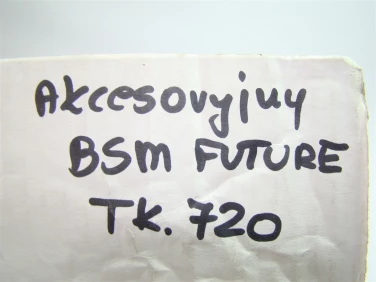 Akcesoryjny
BSM FUTURE
TK. 720